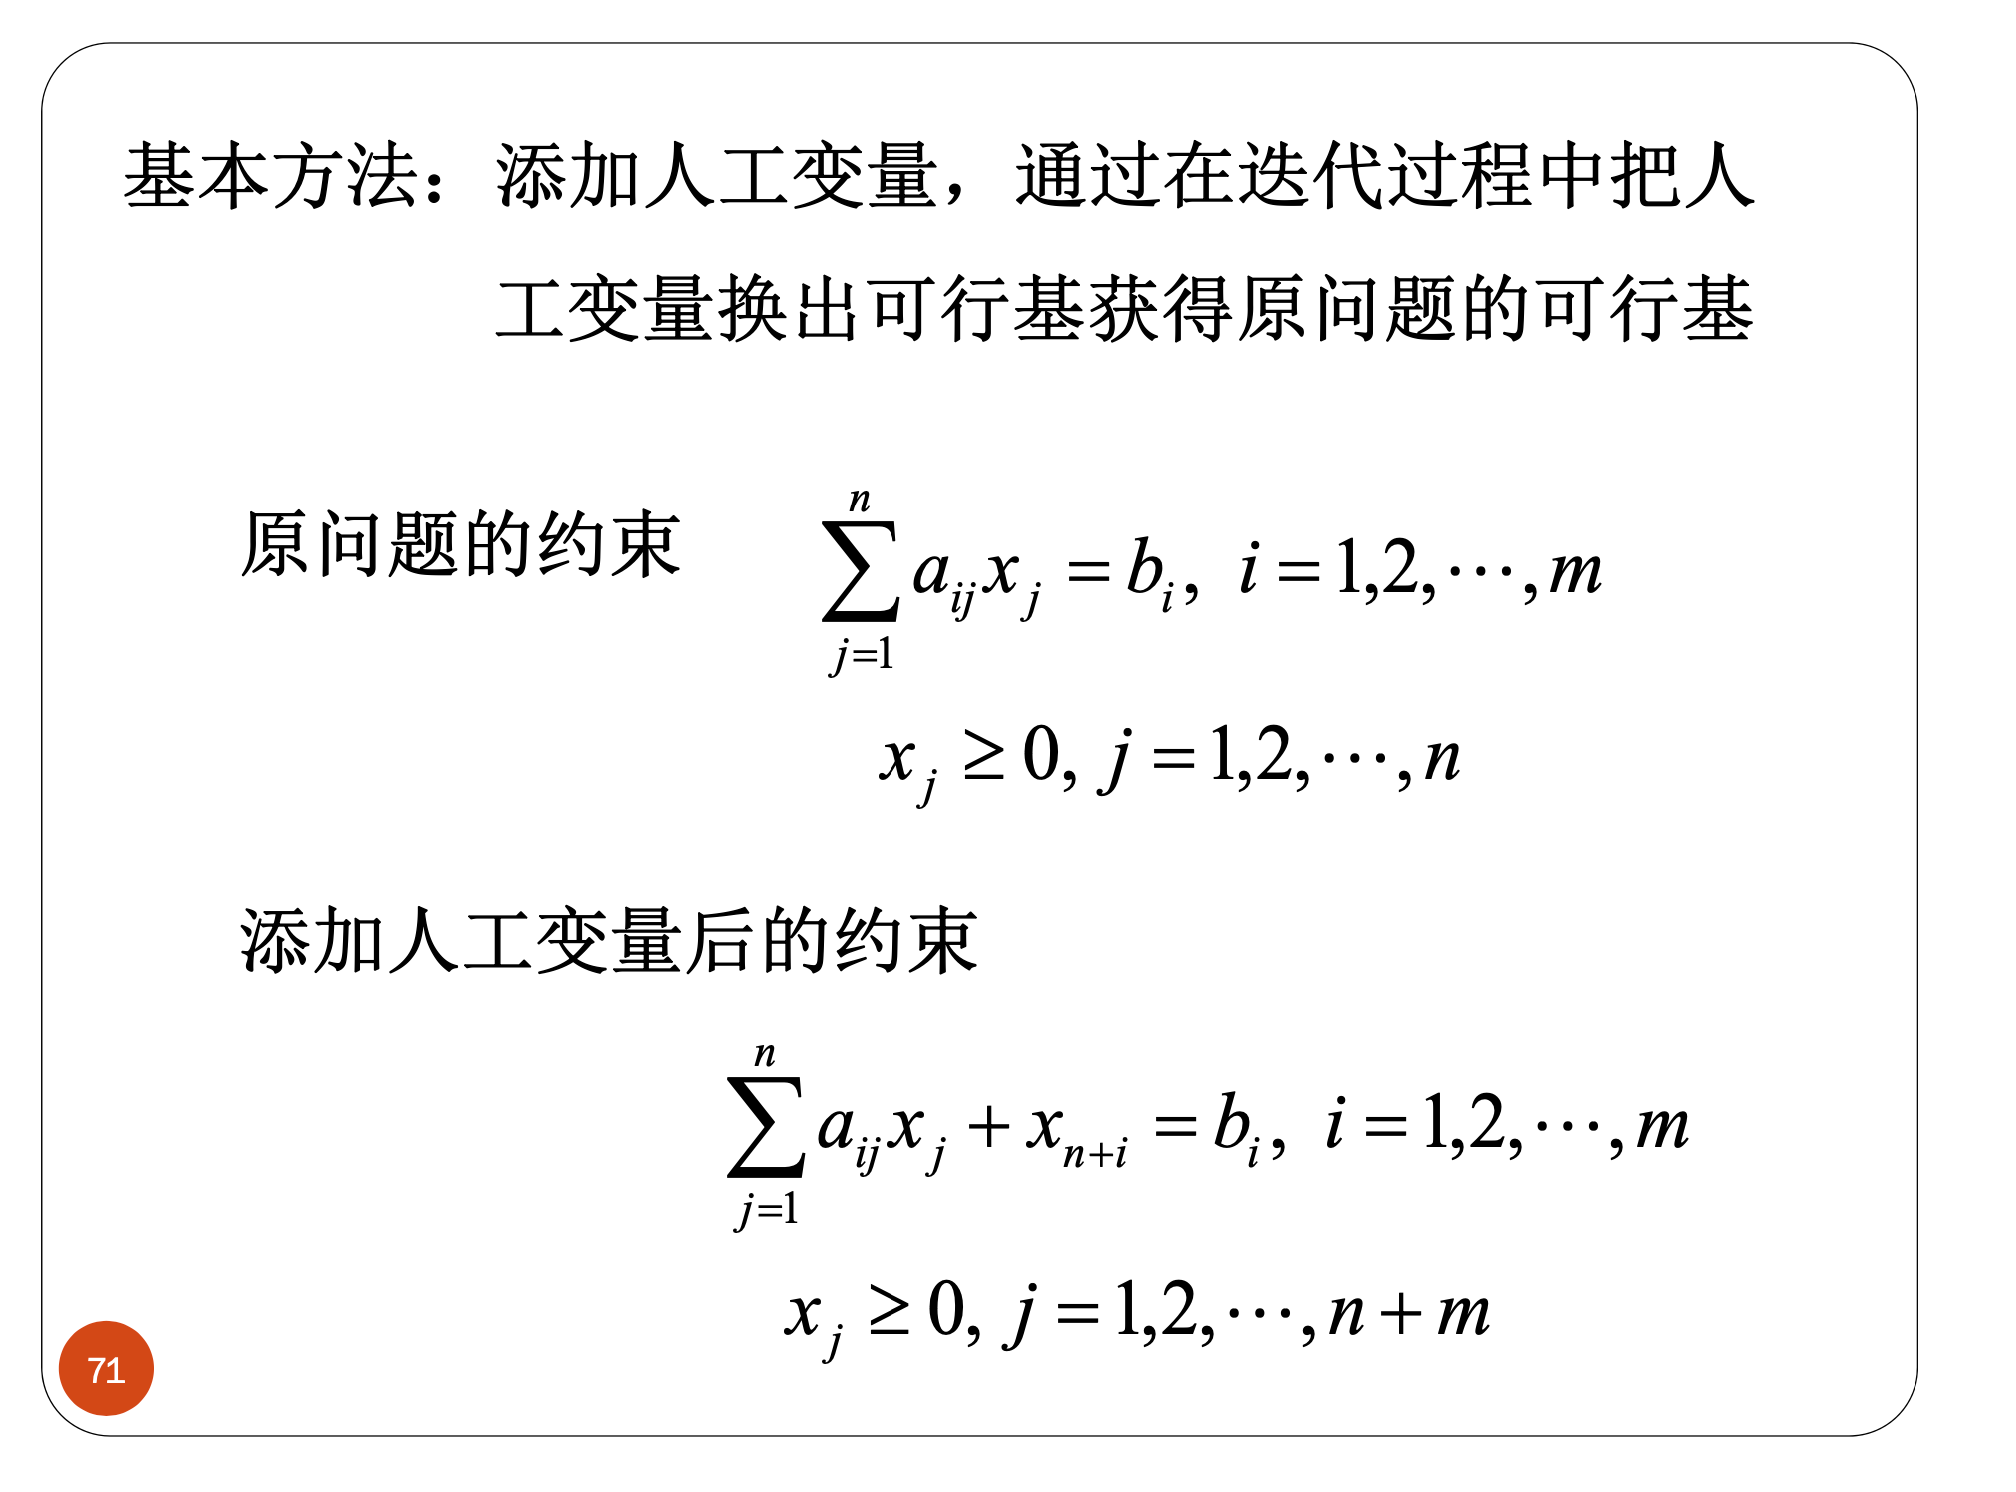 基本方法：添加人工变量，通过在迭代过程中把人
工变量换出可行基获得原问题的可行基
原问题的约束 $\sum_{j=1}^{n} a_{ij} x_j = b_i, \ i = 1,2,\cdots,m$
$x_j \geq 0, \ j = 1,2,\cdots,n$
添加人工变量后的约束
$\sum_{j=1}^{n} a_{ij} x_j + x_{n+i} = b_i, \ i = 1,2,\cdots,m$
$x_j \geq 0, \ j = 1,2,\cdots,n+m$
71